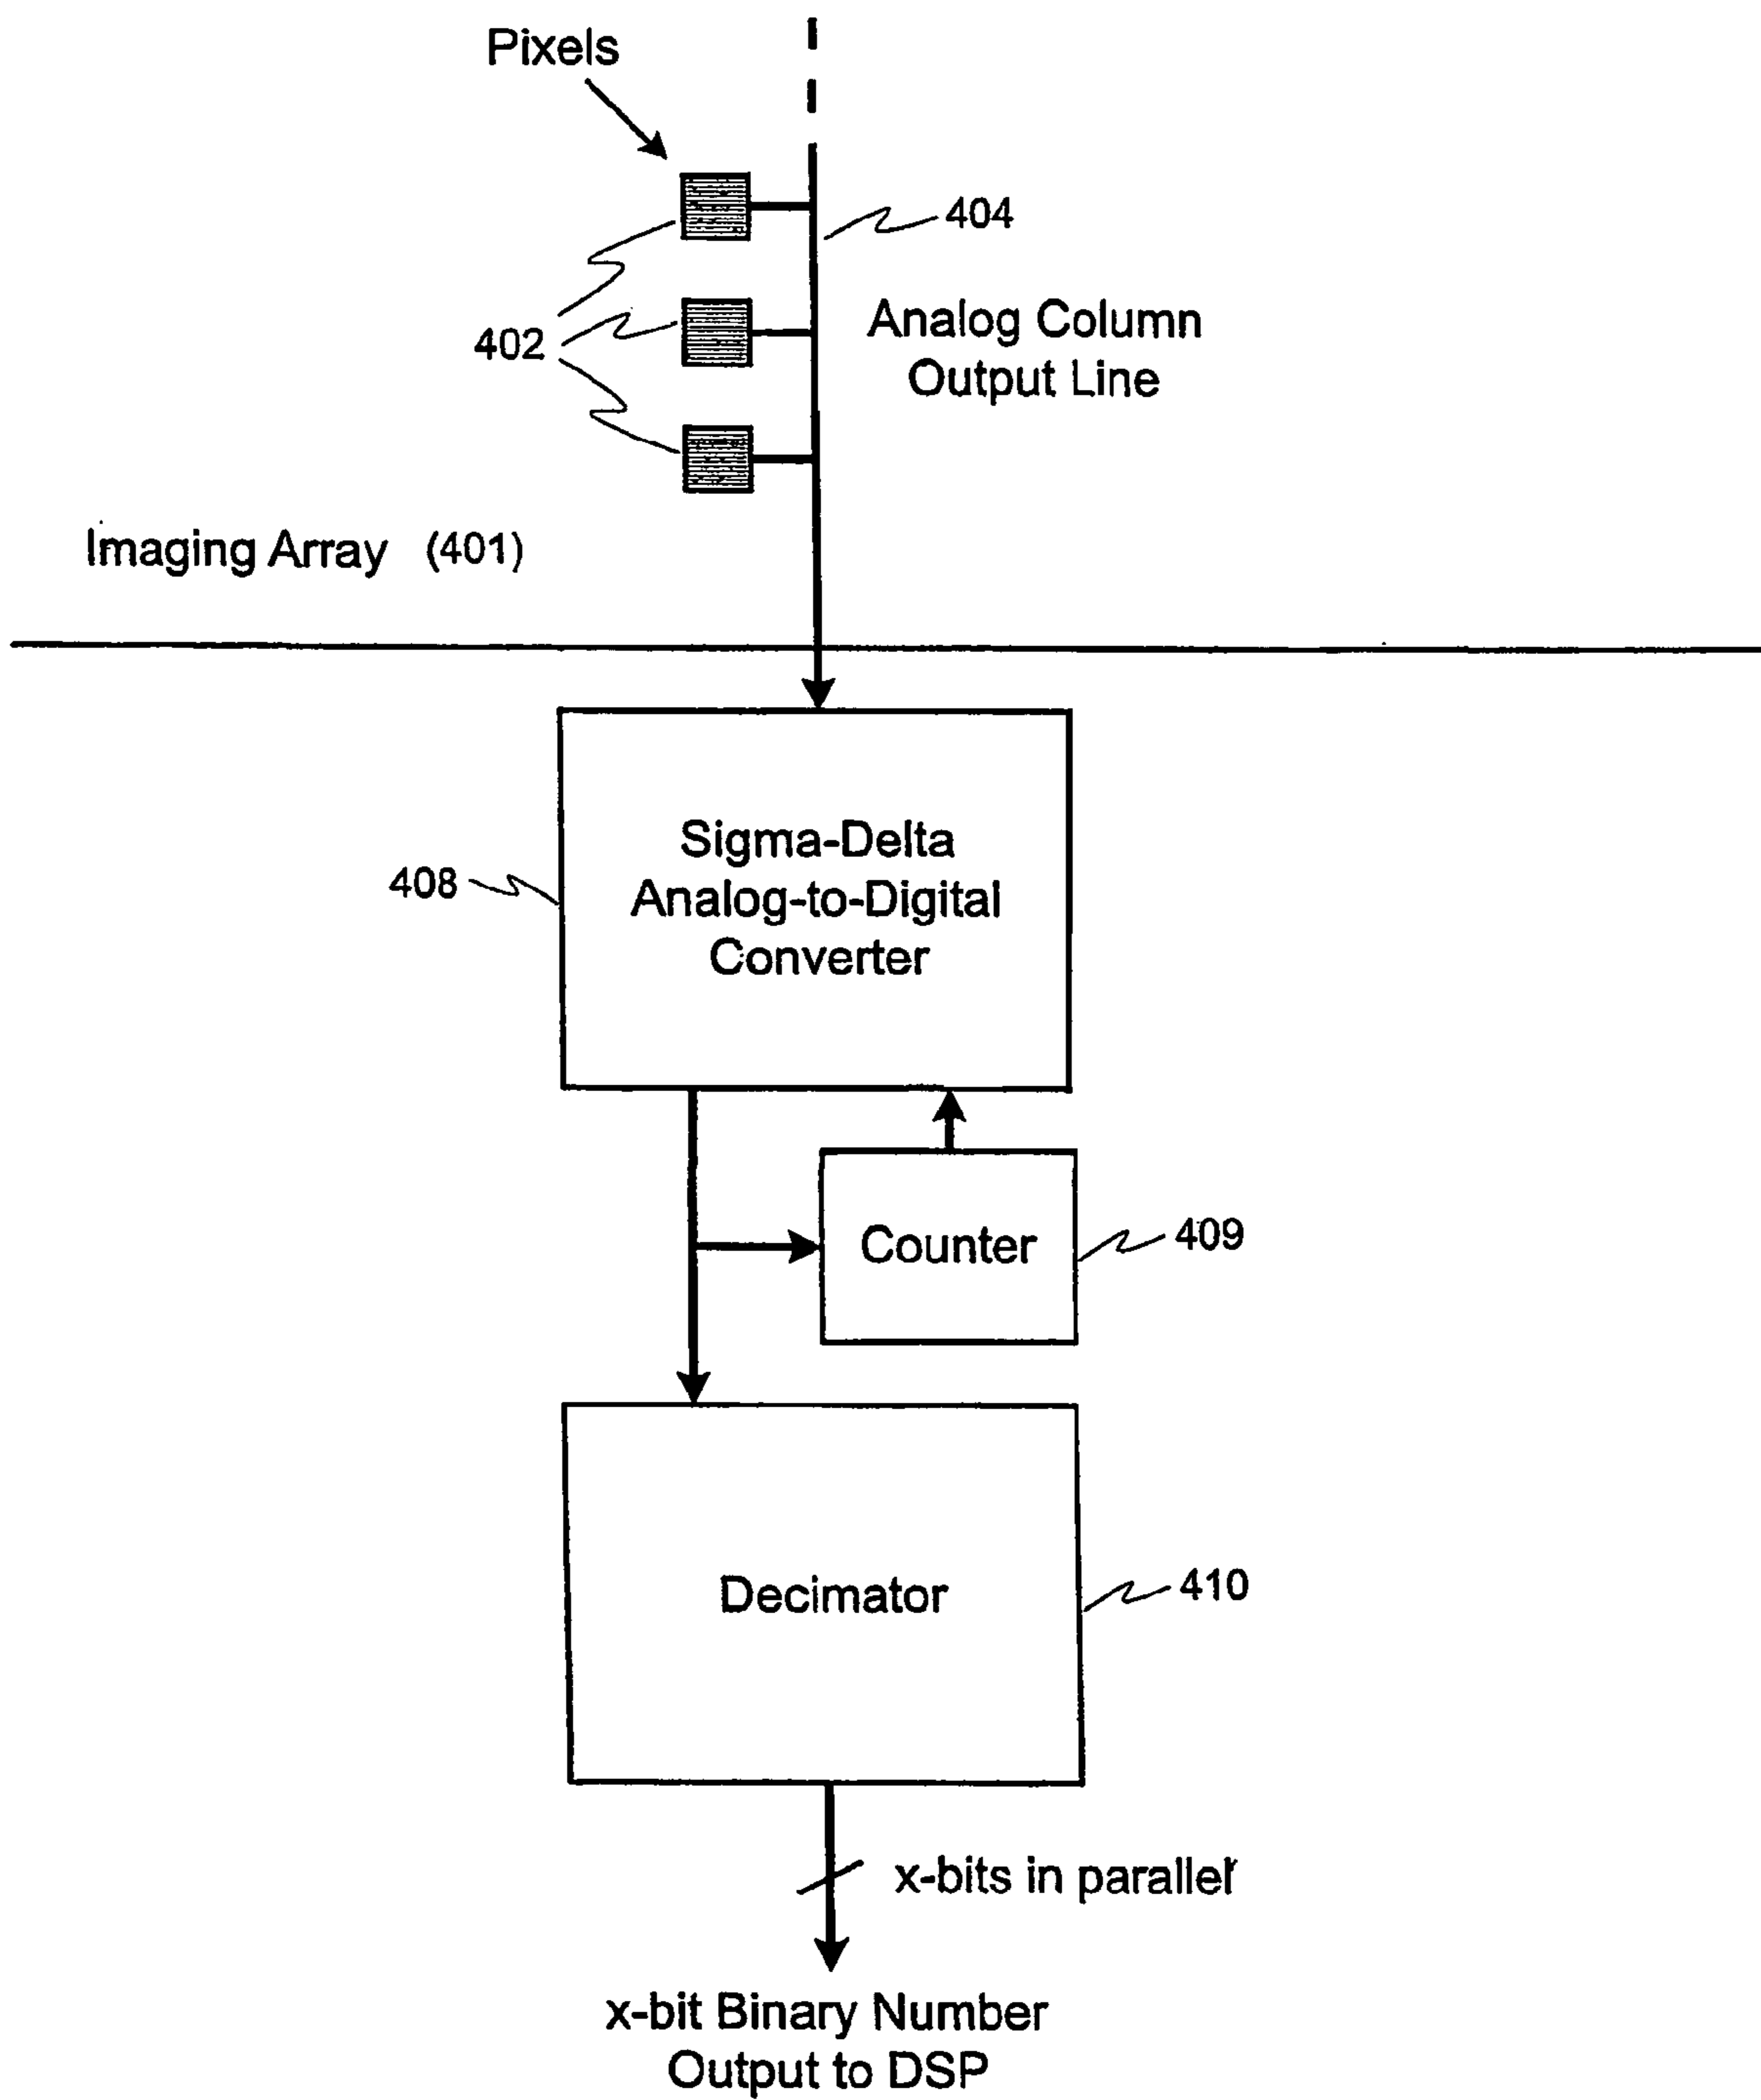 Pixels
404
Analog Column
Output Line
402
Imaging Array (401)
Sigma-Delta
Analog-to-Digital
Converter
408
Counter
409
Decimator
410
x-bits in parallel
x-bit Binary Number
Output to DSP